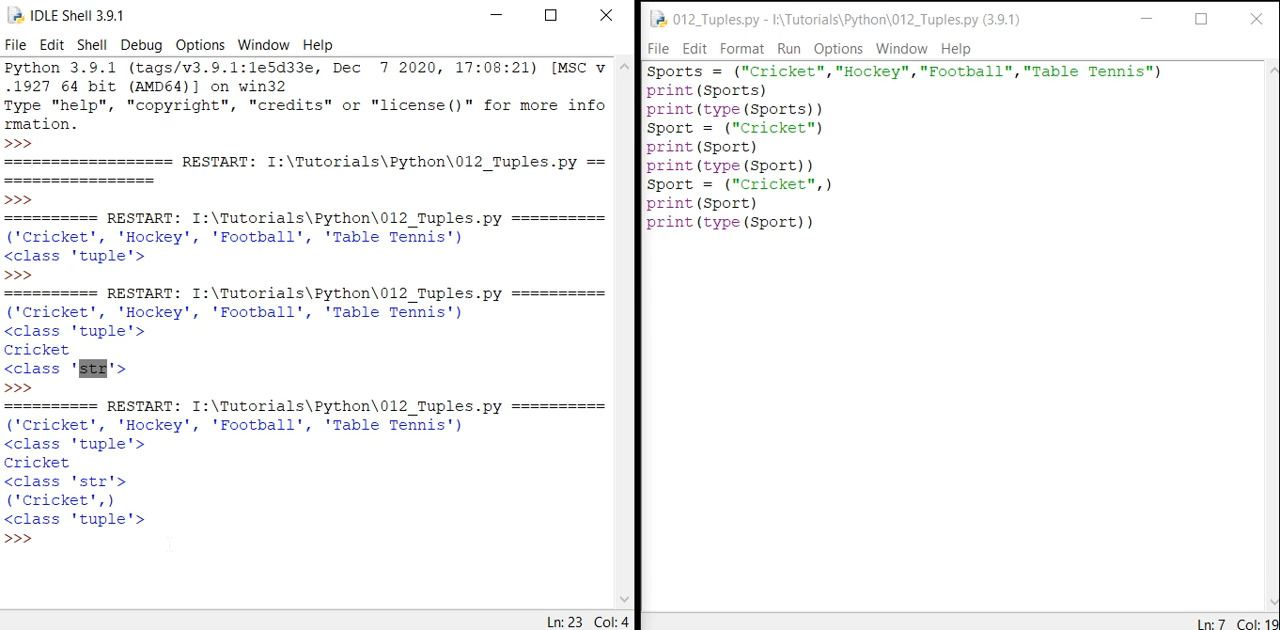 IDLE Shell 3.9.1
File Edit Shell Debug Options Window Help
Python 3.9.1 (tags/v3.9.1:1e5d33e, Dec  7 2020, 17:08:21) [MSC v
.1927 64 bit (AMD64)] on win32
Type "help", "copyright", "credits" or "license()" for more info
rmation.
>>>
================== RESTART: I:\Tutorials\Python\012_Tuples.py ==
================
>>>
========== RESTART: I:\Tutorials\Python\012_Tuples.py ==========
('Cricket', 'Hockey', 'Football', 'Table Tennis')
<class 'tuple'>
>>>
========== RESTART: I:\Tutorials\Python\012_Tuples.py ==========
('Cricket', 'Hockey', 'Football', 'Table Tennis')
<class 'tuple'>
Cricket
<class 'str'>
>>>
========== RESTART: I:\Tutorials\Python\012_Tuples.py ==========
('Cricket', 'Hockey', 'Football', 'Table Tennis')
<class 'tuple'>
Cricket
<class 'str'>
('Cricket',)
<class 'tuple'>
>>>
Ln: 23 Col: 4
012_Tuples.py - I:\Tutorials\Python\012_Tuples.py (3.9.1)
File Edit Format Run Options Window Help
Sports = ("Cricket","Hockey","Football","Table Tennis")
print(Sports)
print(type(Sports))
Sport = ("Cricket")
print(Sport)
print(type(Sport))
Sport = ("Cricket",)
print(Sport)
print(type(Sport))
Ln: 7 Col: 19